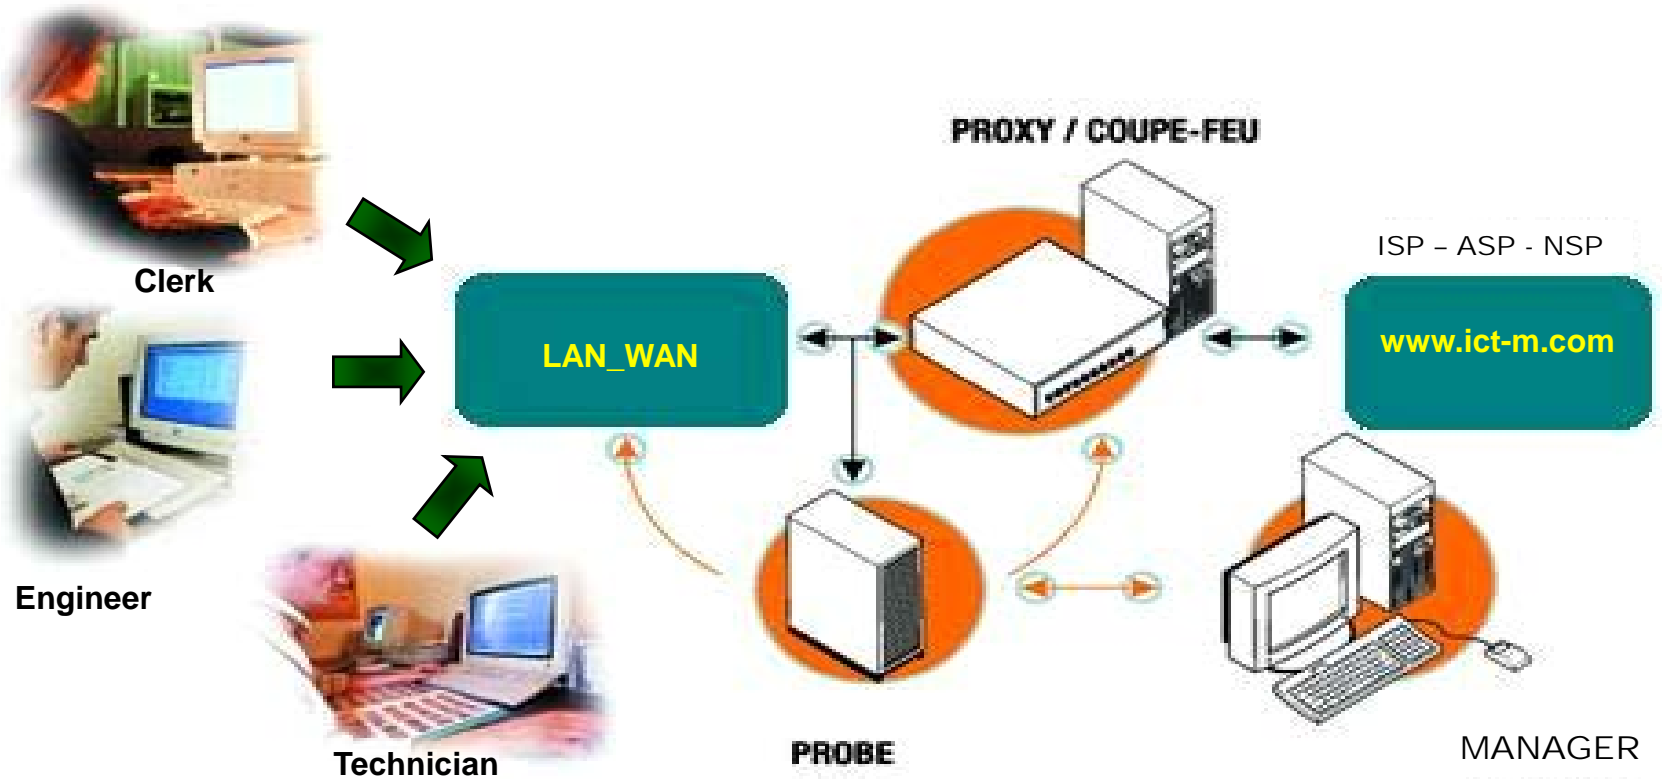 PROXY / COUPE-FEU
ISP – ASP - NSP
Clerk
LAN_WAN
www.ict-m.com
Engineer
Technician
PROBE
MANAGER